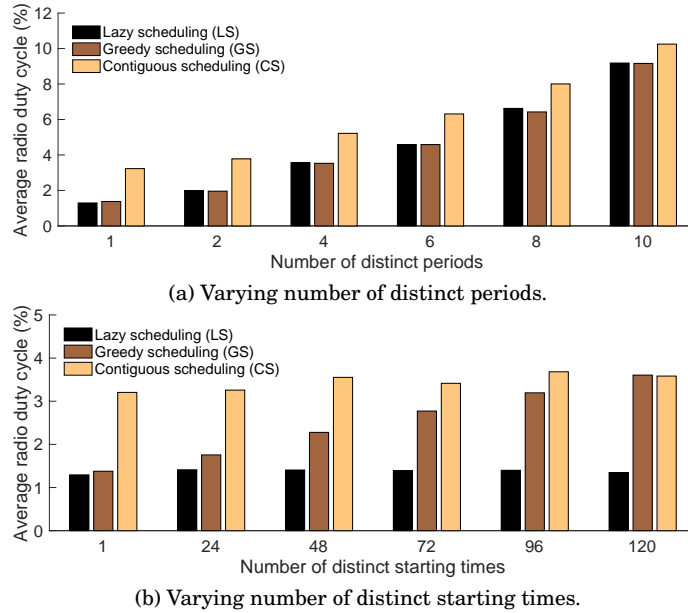 12
10
8
6
4
2
0
Average radio duty cycle (%)
Lazy scheduling (LS)
Greedy scheduling (GS)
Contiguous scheduling (CS)
1 2 4 6 8 10
Number of distinct periods
(a) Varying number of distinct periods.
5
4
3
2
1
0
Average radio duty cycle (%)
Lazy scheduling (LS)
Greedy scheduling (GS)
Contiguous scheduling (CS)
1 24 48 72 96 120
Number of distinct starting times
(b) Varying number of distinct starting times.